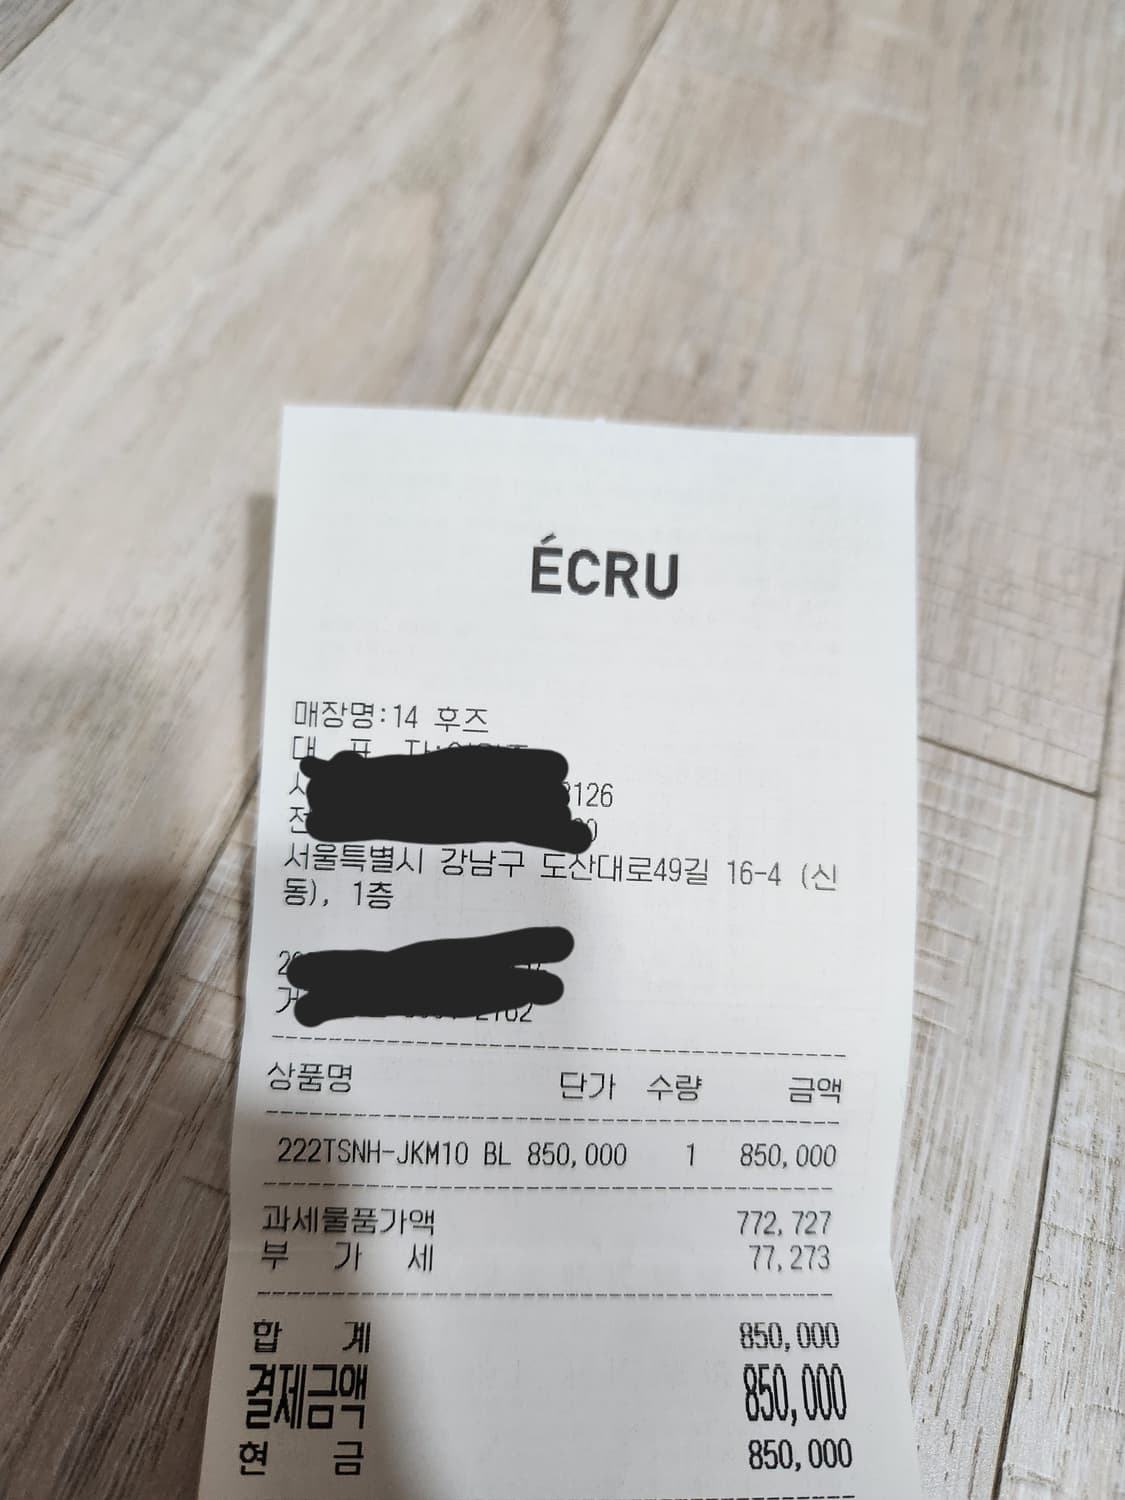 ÉCRU
매장명:14 후즈
대 표
126
서울특별시 강남구 도산대로49길 16-4 (신
동), 1층
상품명 단가 수량 금액
222TSNH-JKM10 BL 850,000 1 850,000
과세물품가액 772,727
부 가 세 77,273
합 계 850,000
결제금액 850,000
현 금 850,000